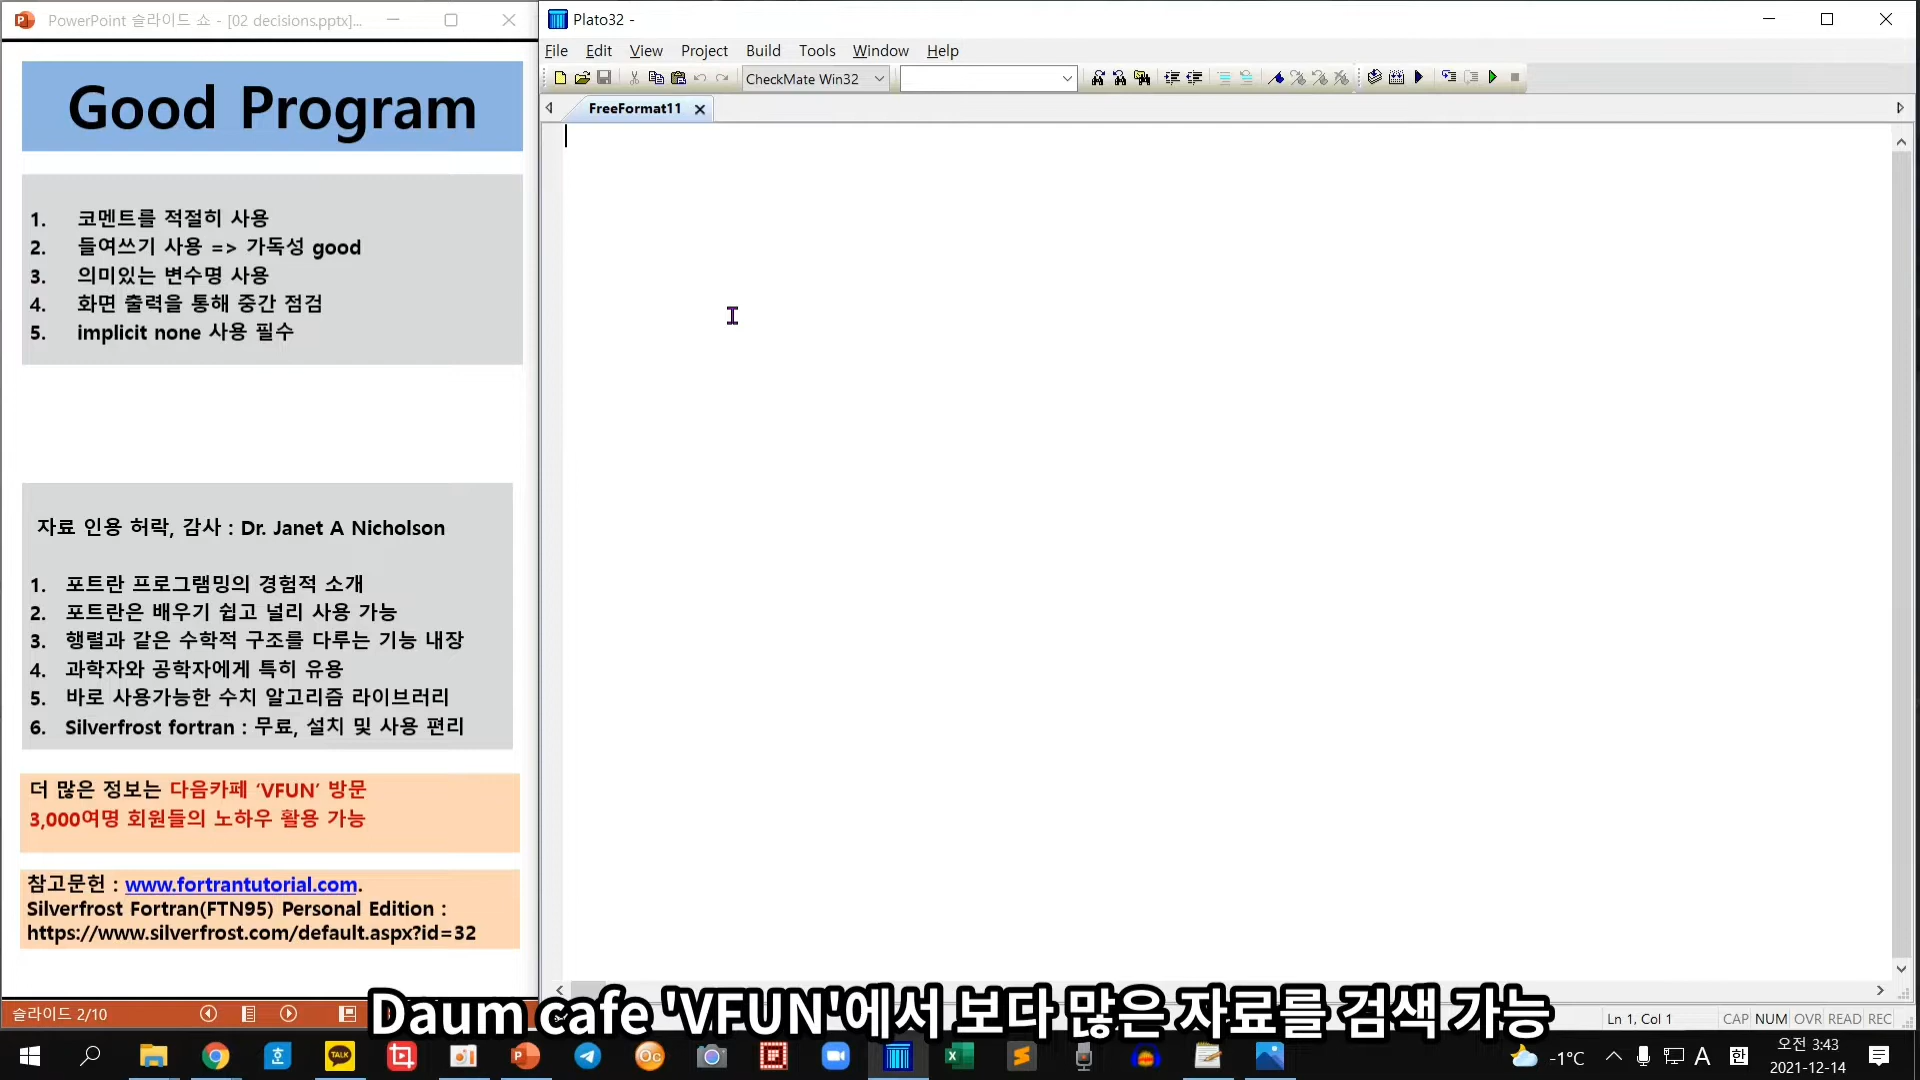 PowerPoint 슬라이드 쇼 - [02 decisions.pptx]...
Good Program
1. 코멘트를 적절히 사용
2. 들여쓰기 사용 => 가독성 good
3. 의미있는 변수명 사용
4. 화면 출력을 통해 중간 점검
5. implicit none 사용 필수
자료 인용 허락, 감사 : Dr. Janet A Nicholson
1. 포트란 프로그램밍의 경험적 소개
2. 포트란은 배우기 쉽고 널리 사용 가능
3. 행렬과 같은 수학적 구조를 다루는 기능 내장
4. 과학자와 공학자에게 특히 유용
5. 바로 사용가능한 수치 알고리즘 라이브러리
6. Silverfrost fortran : 무료, 설치 및 사용 편리
더 많은 정보는 다음카페 ‘VFUN’ 방문
3,000여명 회원들의 노하우 활용 가능
참고문헌 : www.fortrantutorial.com.
Silverfrost Fortran(FTN95) Personal Edition :
https://www.silverfrost.com/default.aspx?id=32
슬라이드 2/10
Plato32 -
File Edit View Project Build Tools Window Help
CheckMate Win32
FreeFormat11
Daum cafe 'VFUN'에서 보다 많은 자료를 검색 가능
Ln 1, Col 1 CAP NUM OVR READ REC
호 TALK Oc -1°C A 한
오전 3:43
2021-12-14